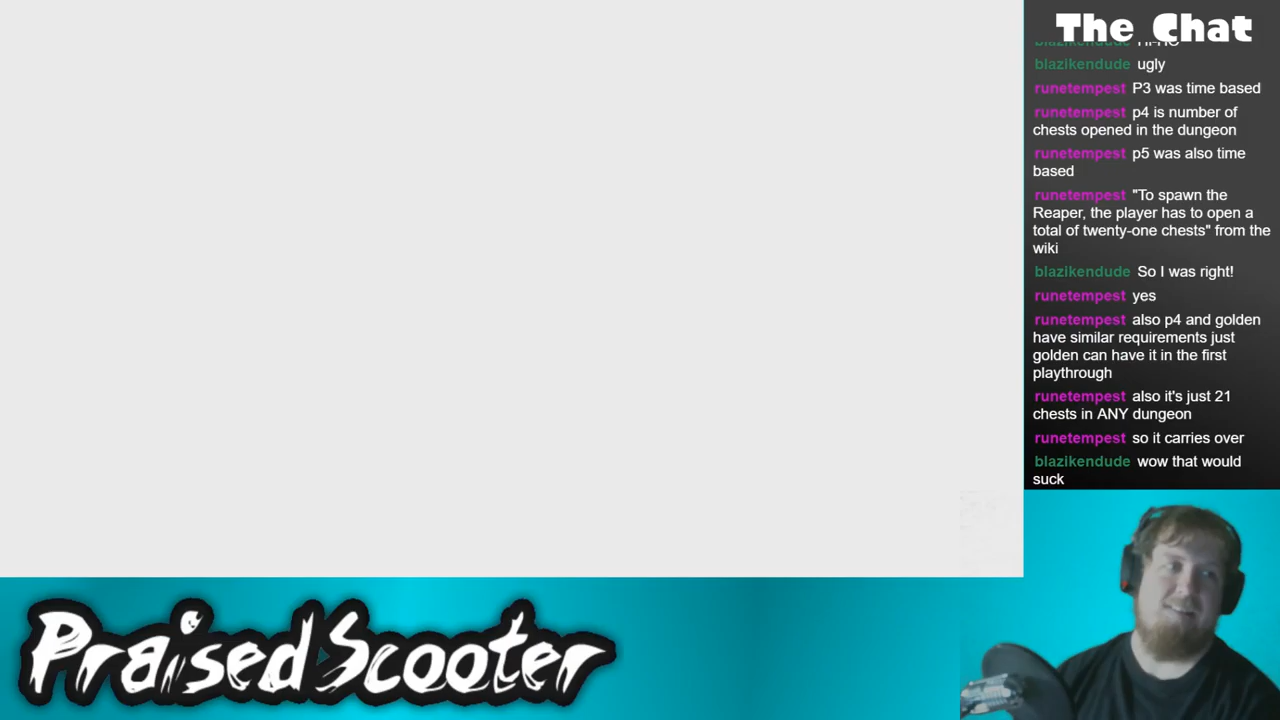 The Chat
blazikendude HI-HO
blazikendude ugly
runetempest P3 was time based
runetempest p4 is number of
chests opened in the dungeon
runetempest p5 was also time
based
runetempest "To spawn the
Reaper, the player has to open a
total of twenty-one chests" from the
wiki
blazikendude So I was right!
runetempest yes
runetempest also p4 and golden
have similar requirements just
golden can have it in the first
playthrough
runetempest also it's just 21
chests in ANY dungeon
runetempest so it carries over
blazikendude wow that would
suck
PraisedScooter